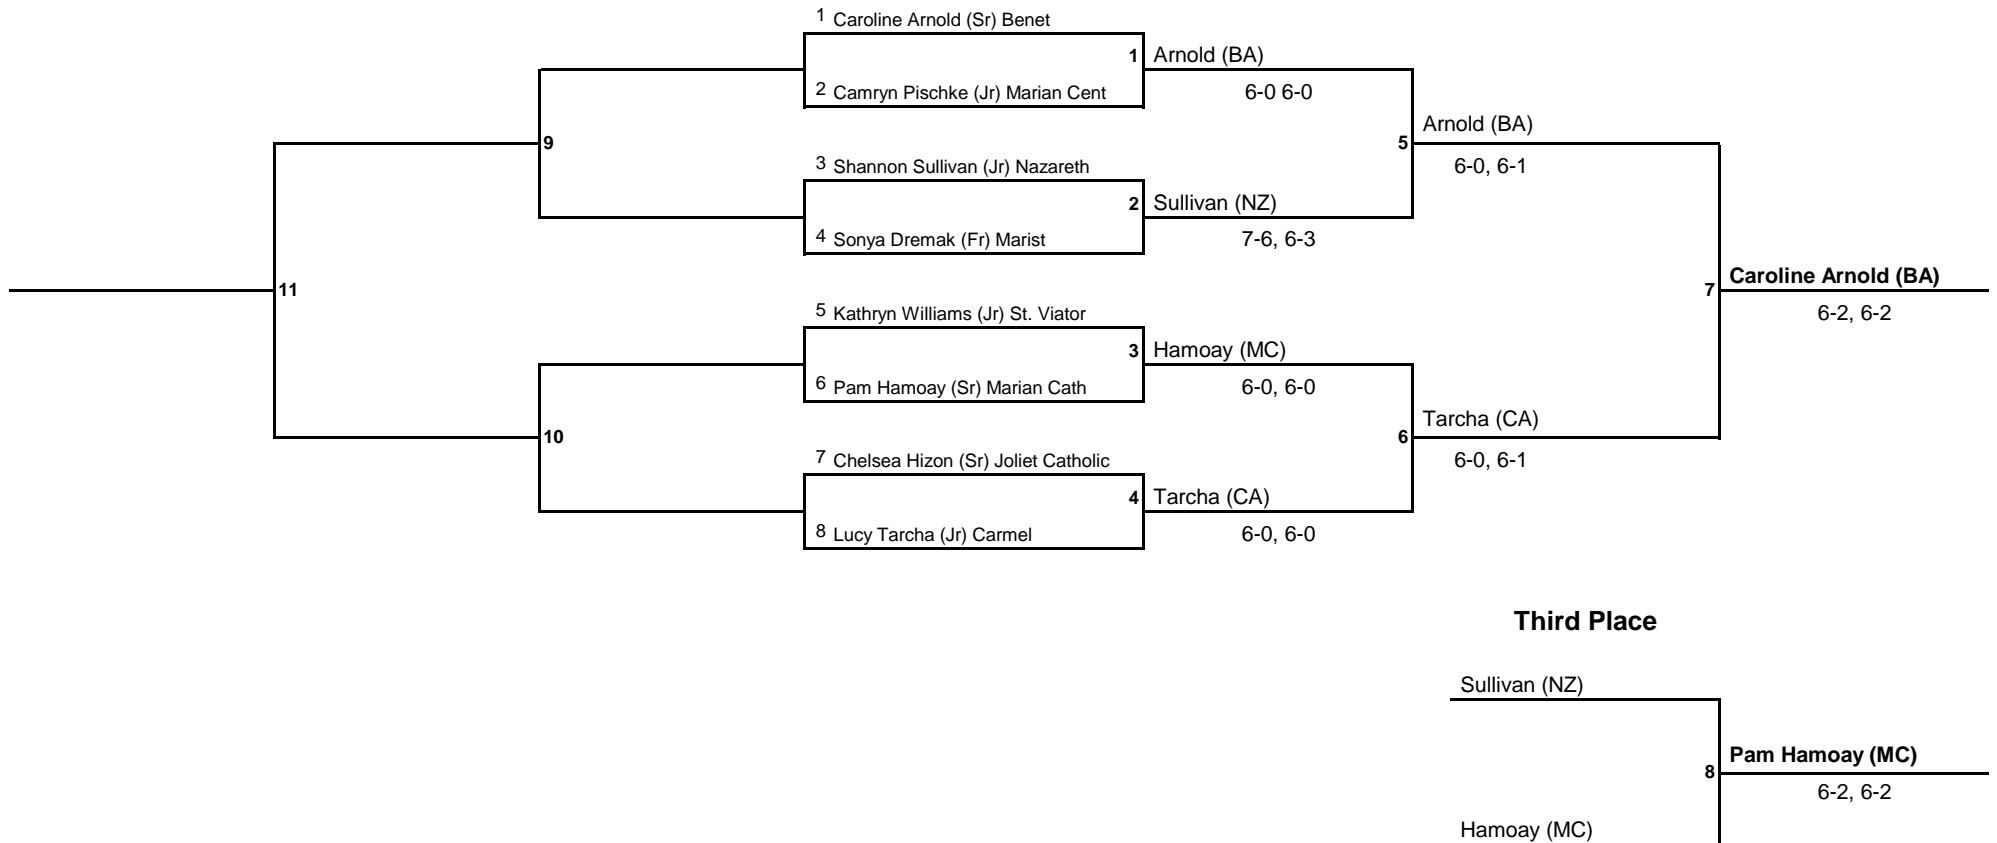 1 Caroline Arnold (Sr) Benet
1 Arnold (BA)
2 Camryn Pischke (Jr) Marian Cent
6-0 6-0
Arnold (BA)
9
5
3 Shannon Sullivan (Jr) Nazareth
6-0, 6-1
2 Sullivan (NZ)
4 Sonya Dremak (Fr) Marist
7-6, 6-3
Caroline Arnold (BA)
11
7
5 Kathryn Williams (Jr) St. Viator
6-2, 6-2
3 Hamoay (MC)
6 Pam Hamoay (Sr) Marian Cath
6-0, 6-0
Tarcha (CA)
10
6
7 Chelsea Hizon (Sr) Joliet Catholic
6-0, 6-1
4 Tarcha (CA)
8 Lucy Tarcha (Jr) Carmel
6-0, 6-0
Third Place
Sullivan (NZ)
Pam Hamoay (MC)
8
6-2, 6-2
Hamoay (MC)